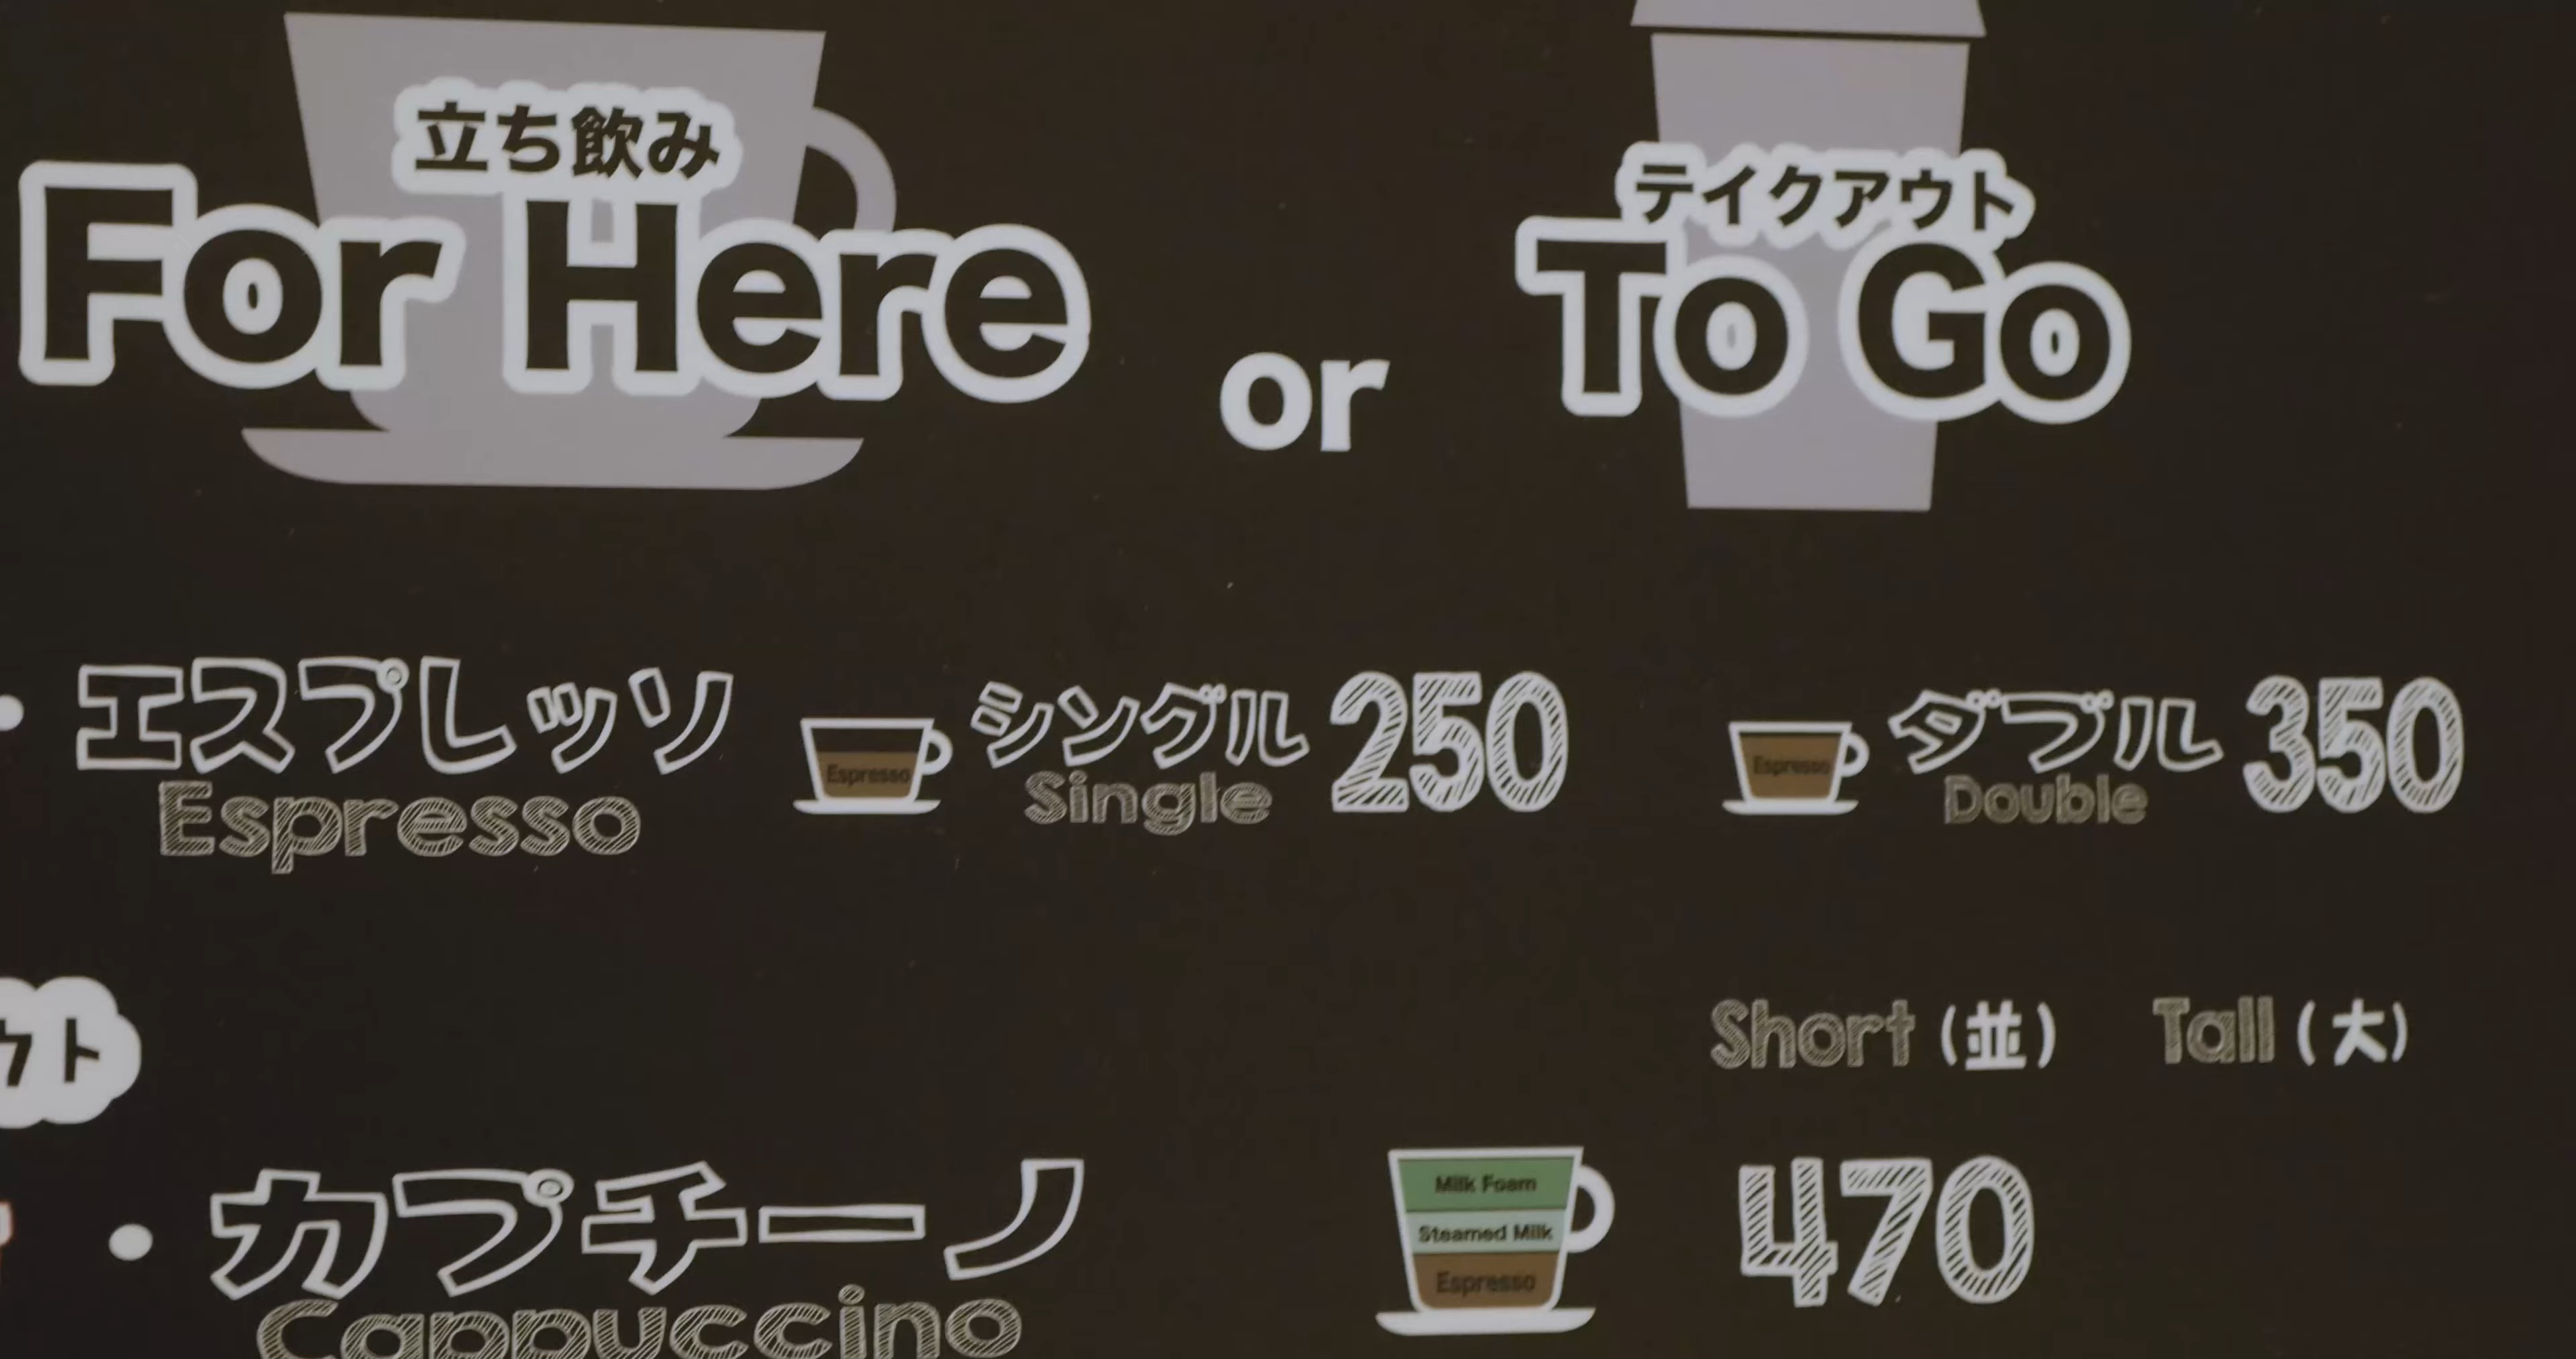 立ち飲み
For Here
or
テイクアウト
To Go
・エスプレッソ
Espresso
Espresso
シングル 250
Single
Espresso
ダブル 350
Double
ウト
Short (並) Tall (大)
・カプチーノ
Cappuccino
Milk Foam
Steamed Milk
Espresso
470